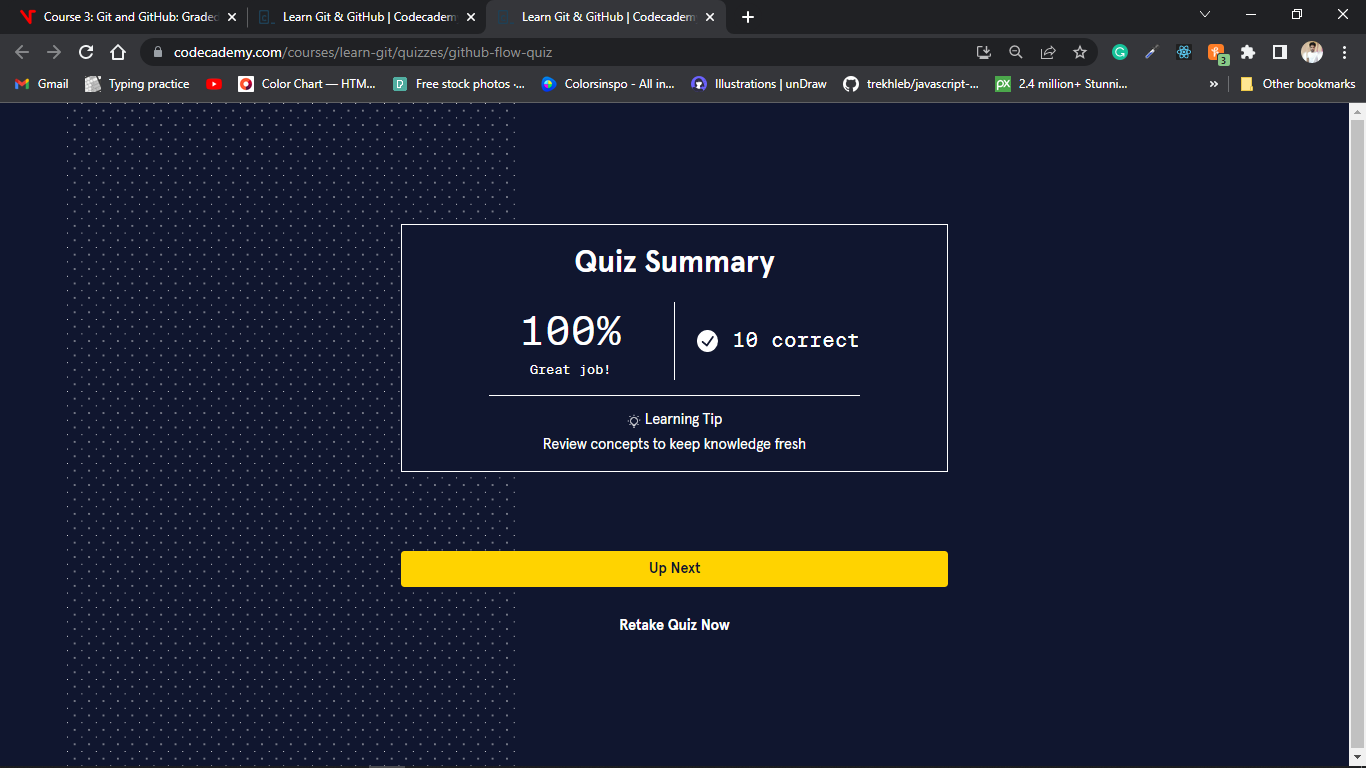 Course 3: Git and GitHub: Graded
Learn Git & GitHub | Codecadem
Learn Git & GitHub | Codecadem
codecademy.com/courses/learn-git/quizzes/github-flow-quiz
3
Gmail
Typing practice
Color Chart — HTM...
Free stock photos ·...
Colorsinspo - All in...
Illustrations | unDraw
trekhleb/javascript-...
2.4 million+ Stunni...
»
Other bookmarks
Quiz Summary
100%
Great job!
10 correct
Learning Tip
Review concepts to keep knowledge fresh
Up Next
Retake Quiz Now